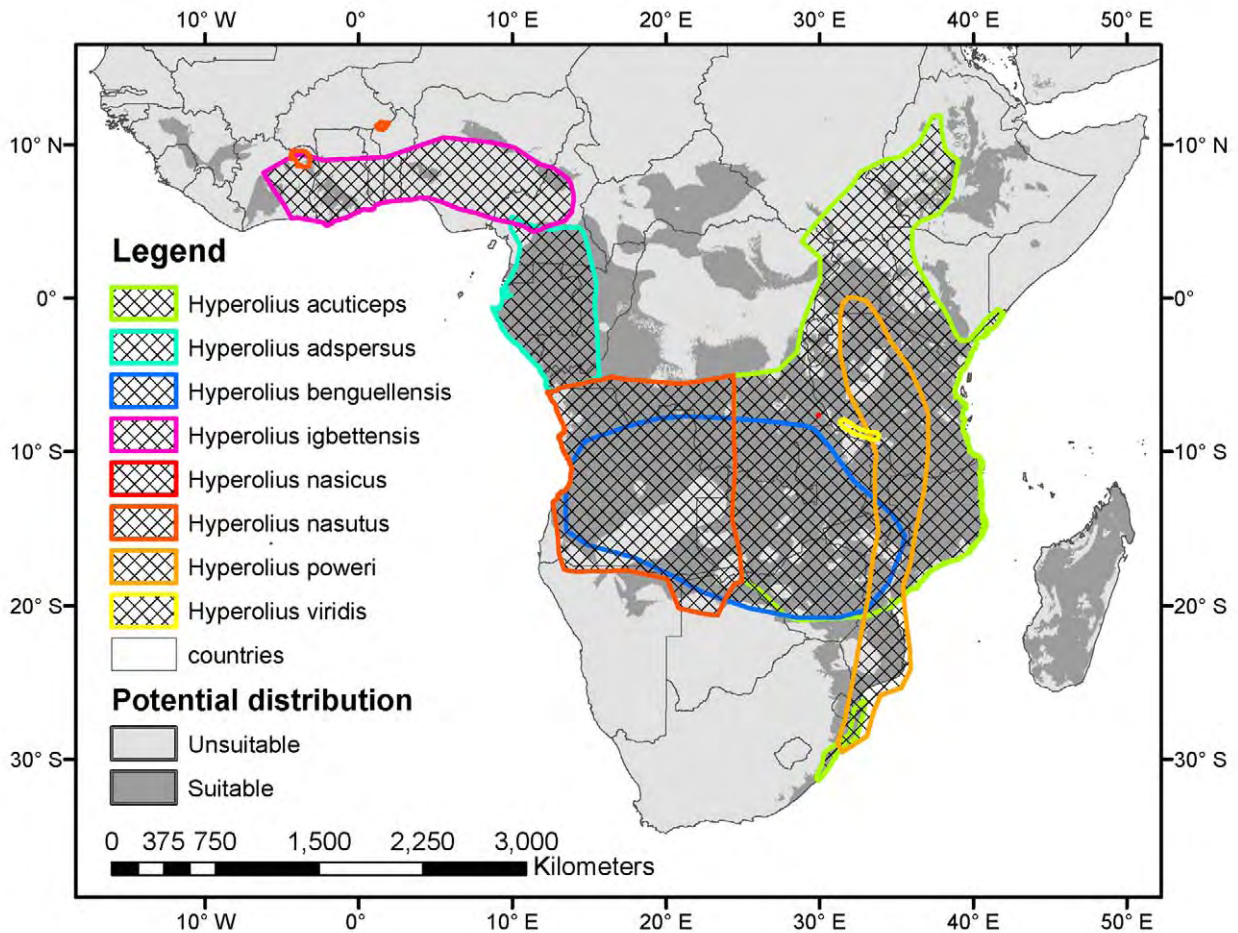 10° W 0° 10° E 20° E 30° E 40° E 50° E
10° N 10° N
Legend
Hyperolius acuticeps
0° 0°
Hyperolius adspersus
Hyperolius benguellensis
Hyperolius igbettensis
10° S 10° S
Hyperolius nasicus
Hyperolius nasutus
Hyperolius poweri
Hyperolius viridis
20° S 20° S
countries
Potential distribution
Unsuitable
30° S 30° S
Suitable
0 375 750 1,500 2,250 3,000
Kilometers
10° W 0° 10° E 20° E 30° E 40° E 50° E